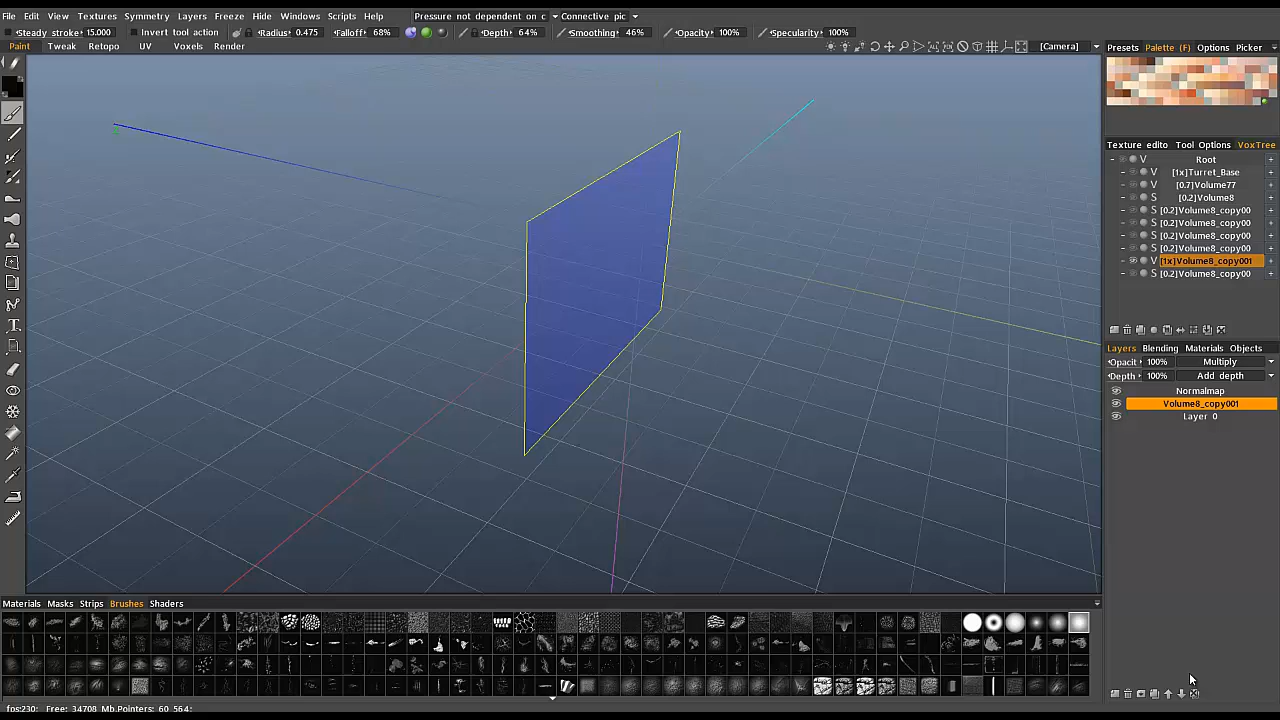 File Edit View Textures Symmetry Layers Freeze Hide Windows Scripts Help Pressure not dependent on c Connective pic
Steady stroke 15.000 Invert tool action Radius 0.475 Falloff 68% Depth 64% Smoothing 46% Opacity 100% Specularity 100%
Paint Tweak Retopo UV Voxels Render [Camera] Presets Palette (F) Options Picker
Texture edito Tool Options VoxTree
V Root
V [1x]Turret_Base
V [0.7]Volume77
S [0.2]Volume8
S [0.2]Volume8_copy00
S [0.2]Volume8_copy00
S [0.2]Volume8_copy00
S [0.2]Volume8_copy00
V [1x]Volume8_copy001
S [0.2]Volume8_copy00
Layers Blending Materials Objects
Opacit 100% Multiply
Depth 100% Add depth
Normalmap
Volume8_copy001
Layer 0
Materials Masks Strips Brushes Shaders
fps:230; Free: 34708 Mb Pointers: 60 564;